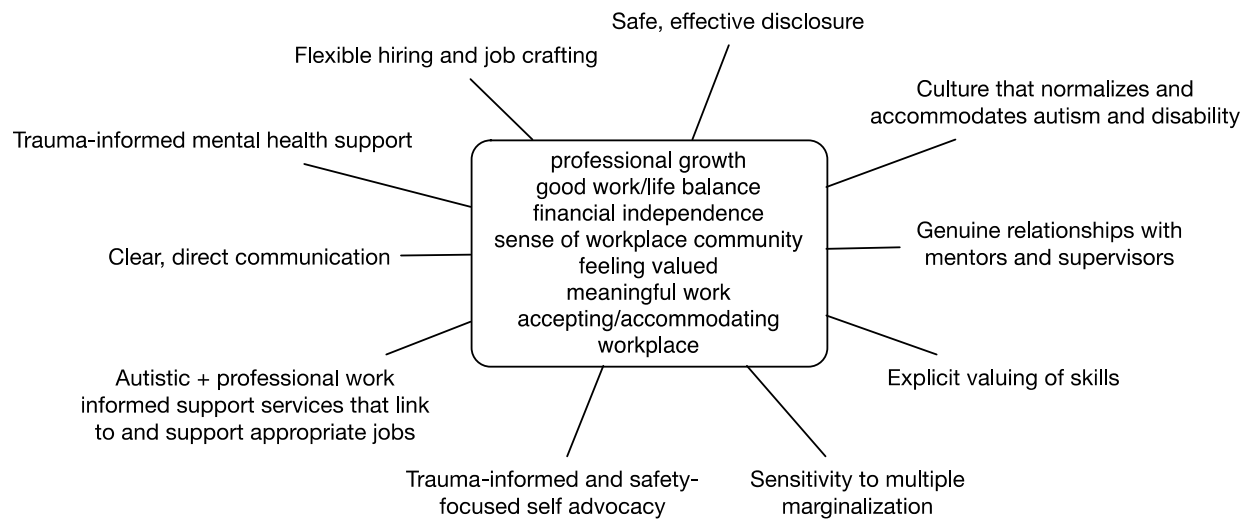 Safe, effective disclosure
Flexible hiring and job crafting
Culture that normalizes and
accommodates autism and disability
Trauma-informed mental health support
professional growth
good work/life balance
financial independence
sense of workplace community
feeling valued
meaningful work
accepting/accommodating
workplace
Genuine relationships with
mentors and supervisors
Clear, direct communication
Autistic + professional work
informed support services that link
to and support appropriate jobs
Explicit valuing of skills
Trauma-informed and safety-
focused self advocacy
Sensitivity to multiple
marginalization